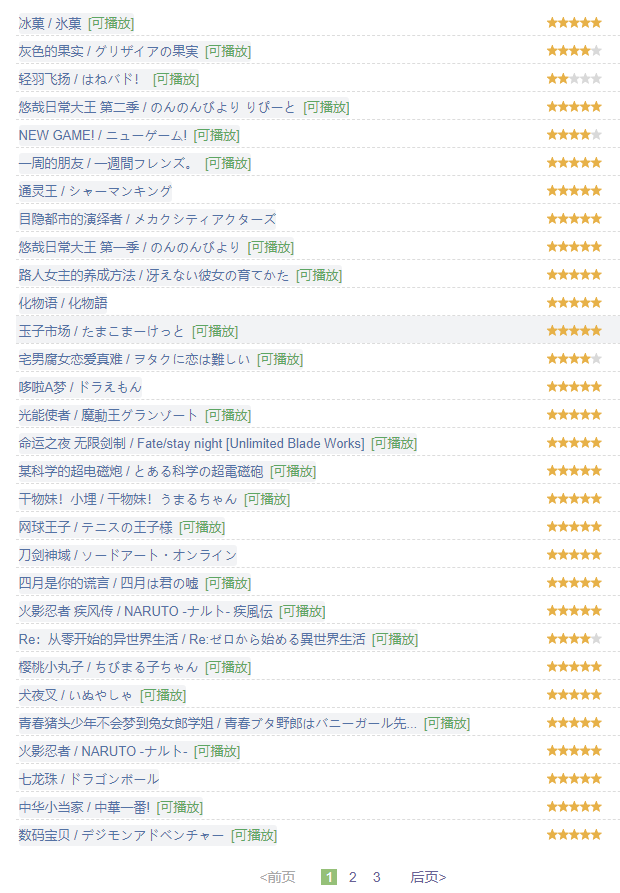 冰菓 / 氷菓 [可播放]
灰色的果实 / グリザイアの果実 [可播放]
轻羽飞扬 / はねバド！ [可播放]
悠哉日常大王 第二季 / のんのんびより りぴーと [可播放]
NEW GAME! / ニューゲーム! [可播放]
一周的朋友 / 一週間フレンズ。 [可播放]
通灵王 / シャーマンキング
目隐都市的演绎者 / メカクシティアクターズ
悠哉日常大王 第一季 / のんのんびより [可播放]
路人女主的养成方法 / 冴えない彼女の育てかた [可播放]
化物语 / 化物語
玉子市场 / たまこまーけっと [可播放]
宅男腐女恋爱真难 / ヲタクに恋は難しい [可播放]
哆啦A梦 / ドラえもん
光能使者 / 魔動王グランゾート [可播放]
命运之夜 无限剑制 / Fate/stay night [Unlimited Blade Works] [可播放]
某科学的超电磁炮 / とある科学の超電磁砲 [可播放]
干物妹！小埋 / 干物妹！うまるちゃん [可播放]
网球王子 / テニスの王子様 [可播放]
刀剑神域 / ソードアート・オンライン
四月是你的谎言 / 四月は君の嘘 [可播放]
火影忍者 疾风传 / NARUTO -ナルト- 疾風伝 [可播放]
Re：从零开始的异世界生活 / Re:ゼロから始める異世界生活 [可播放]
樱桃小丸子 / ちびまる子ちゃん [可播放]
犬夜叉 / いぬやしゃ [可播放]
青春猪头少年不会梦到兔女郎学姐 / 青春ブタ野郎はバニーガール先... [可播放]
火影忍者 / NARUTO -ナルト- [可播放]
七龙珠 / ドラゴンボール
中华小当家 / 中華一番! [可播放]
数码宝贝 / デジモンアドベンチャー [可播放]
<前页 1 2 3 后页>